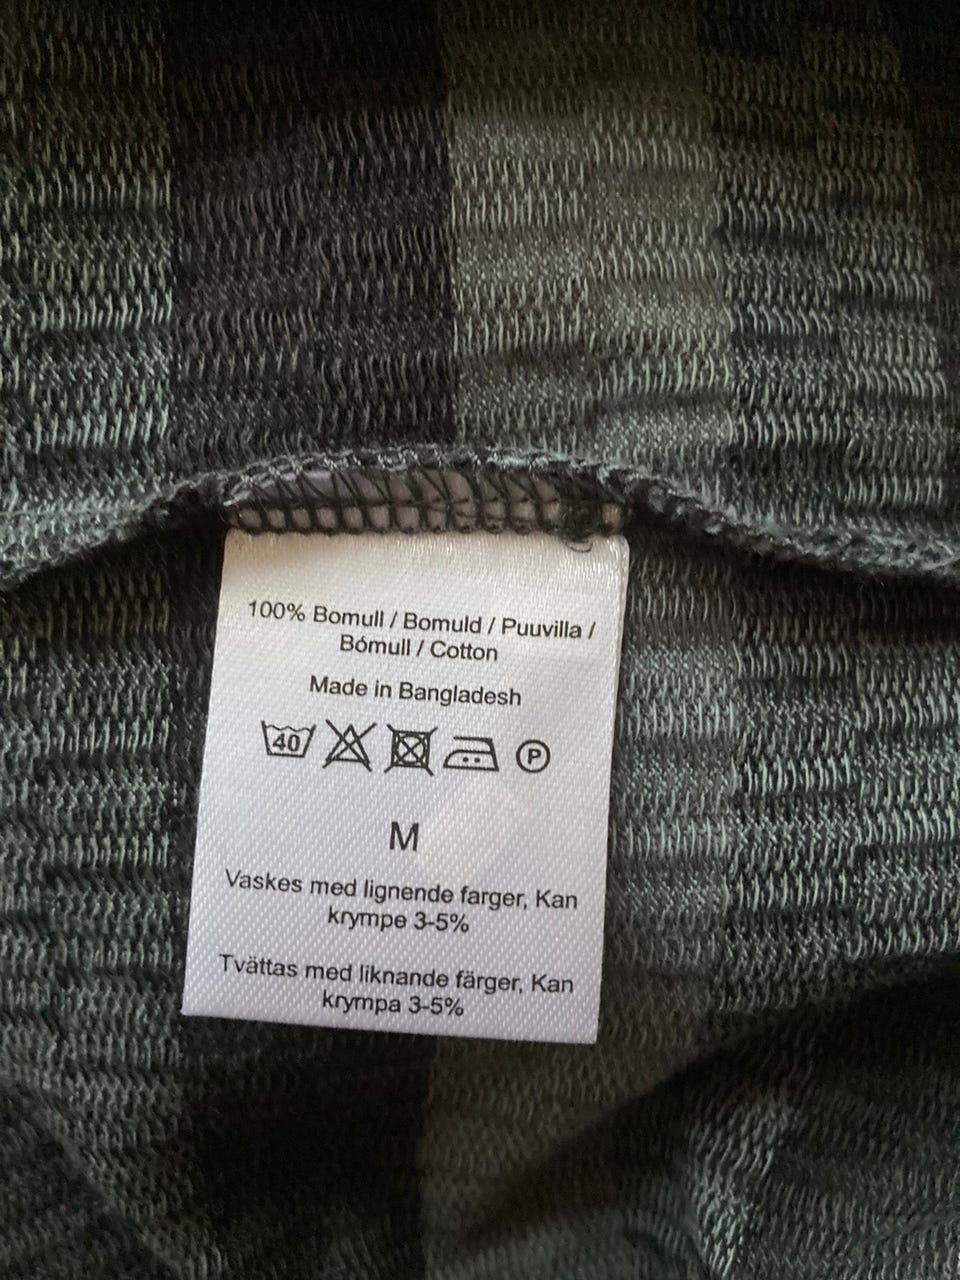 100% Bomull / Bomuld / Puuvilla /
Bómull / Cotton
Made in Bangladesh
40 P
M
Vaskes med lignende farger, Kan
krympe 3-5%
Tvättas med liknande färger, Kan
krympa 3-5%